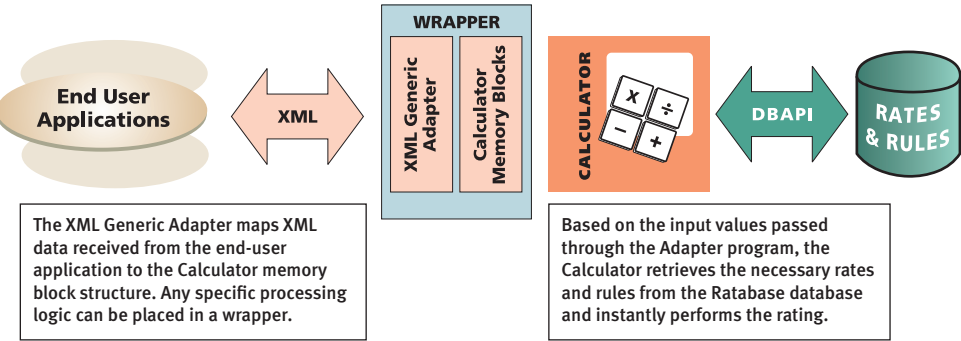 WRAPPER
End User
Applications
XML
XML Generic
Adapter
Calculator
Memory Blocks
CALCULATOR
x
÷
−
+
DBAPI
RATES
& RULES
The XML Generic Adapter maps XML
data received from the end-user
application to the Calculator memory
block structure. Any specific processing
logic can be placed in a wrapper.
Based on the input values passed
through the Adapter program, the
Calculator retrieves the necessary rates
and rules from the Ratabase database
and instantly performs the rating.